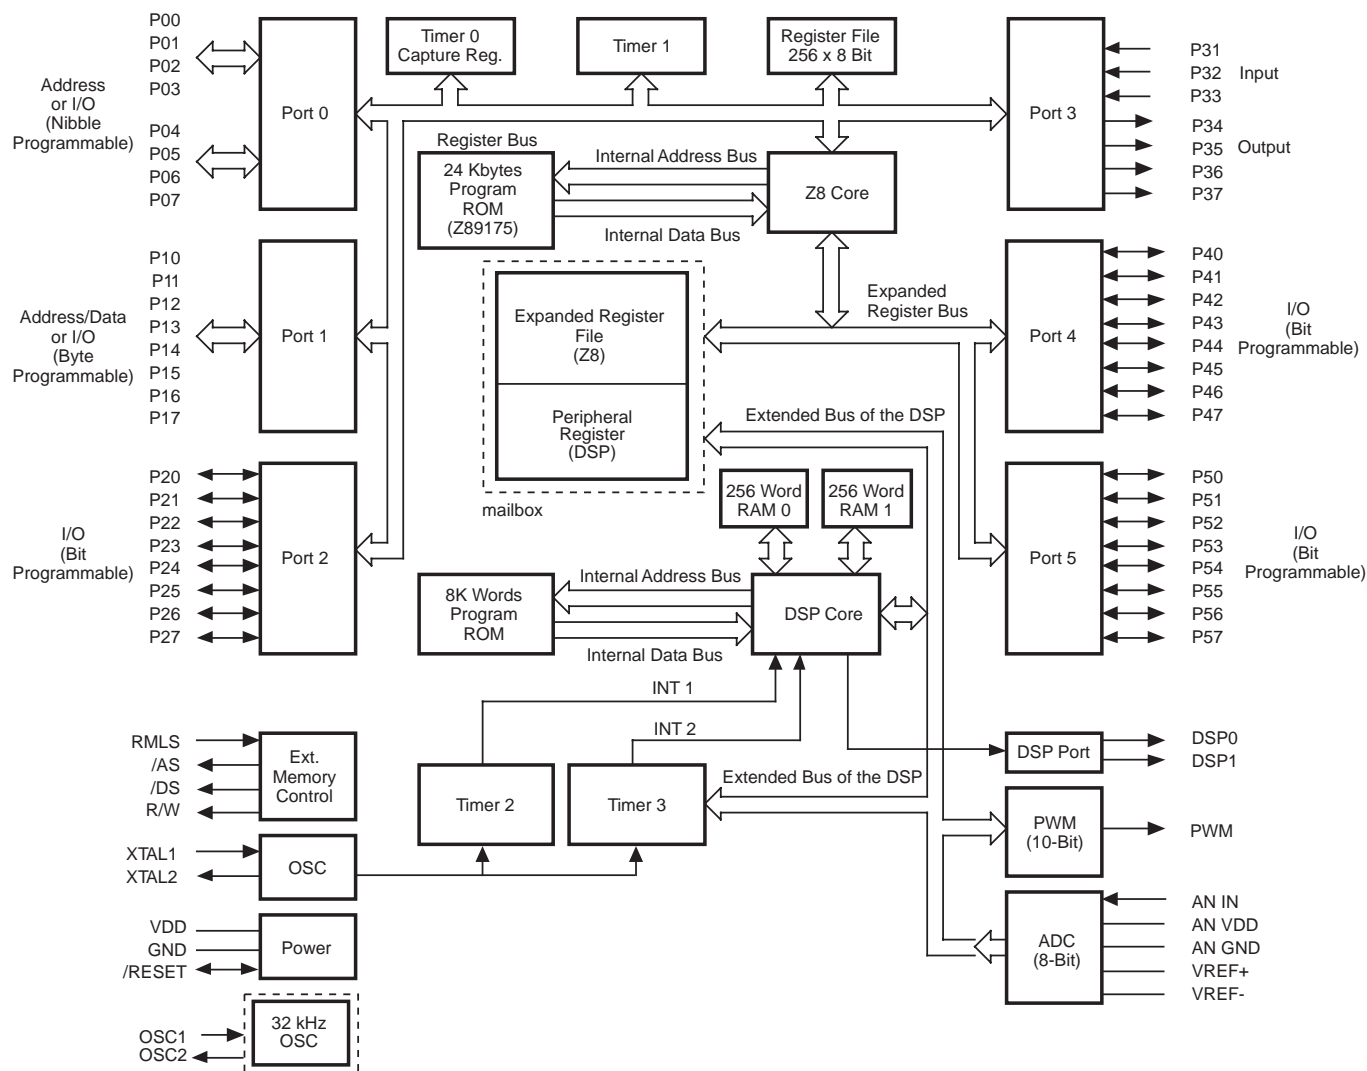 P00
P01
P02
P03
Address
or I/O
(Nibble
Programmable)
P04
P05
P06
P07
Port 0
Timer 0
Capture Reg.
Timer 1
Register File
256 x 8 Bit
Port 3
P31
P32
P33
Input
P34
P35
P36
P37
Output
Register Bus
24 Kbytes
Program
ROM
(Z89175)
Internal Address Bus
Internal Data Bus
Z8 Core
P10
P11
P12
P13
P14
P15
P16
P17
Address/Data
or I/O
(Byte
Programmable)
Port 1
Expanded Register
File
(Z8)
Peripheral
Register
(DSP)
mailbox
Expanded
Register Bus
Extended Bus of the DSP
Port 4
P40
P41
P42
P43
P44
P45
P46
P47
I/O
(Bit
Programmable)
P20
P21
P22
P23
P24
P25
P26
P27
I/O
(Bit
Programmable)
Port 2
256 Word
RAM 0
256 Word
RAM 1
8K Words
Program
ROM
Internal Address Bus
Internal Data Bus
DSP Core
Port 5
P50
P51
P52
P53
P54
P55
P56
P57
I/O
(Bit
Programmable)
INT 1
INT 2
RMLS
/AS
/DS
R/W
Ext.
Memory
Control
Timer 2
Timer 3
Extended Bus of the DSP
DSP Port
DSP0
DSP1
PWM
(10-Bit)
PWM
XTAL1
XTAL2
OSC
VDD
GND
/RESET
Power
ADC
(8-Bit)
AN IN
AN VDD
AN GND
VREF+
VREF-
OSC1
OSC2
32 kHz
OSC